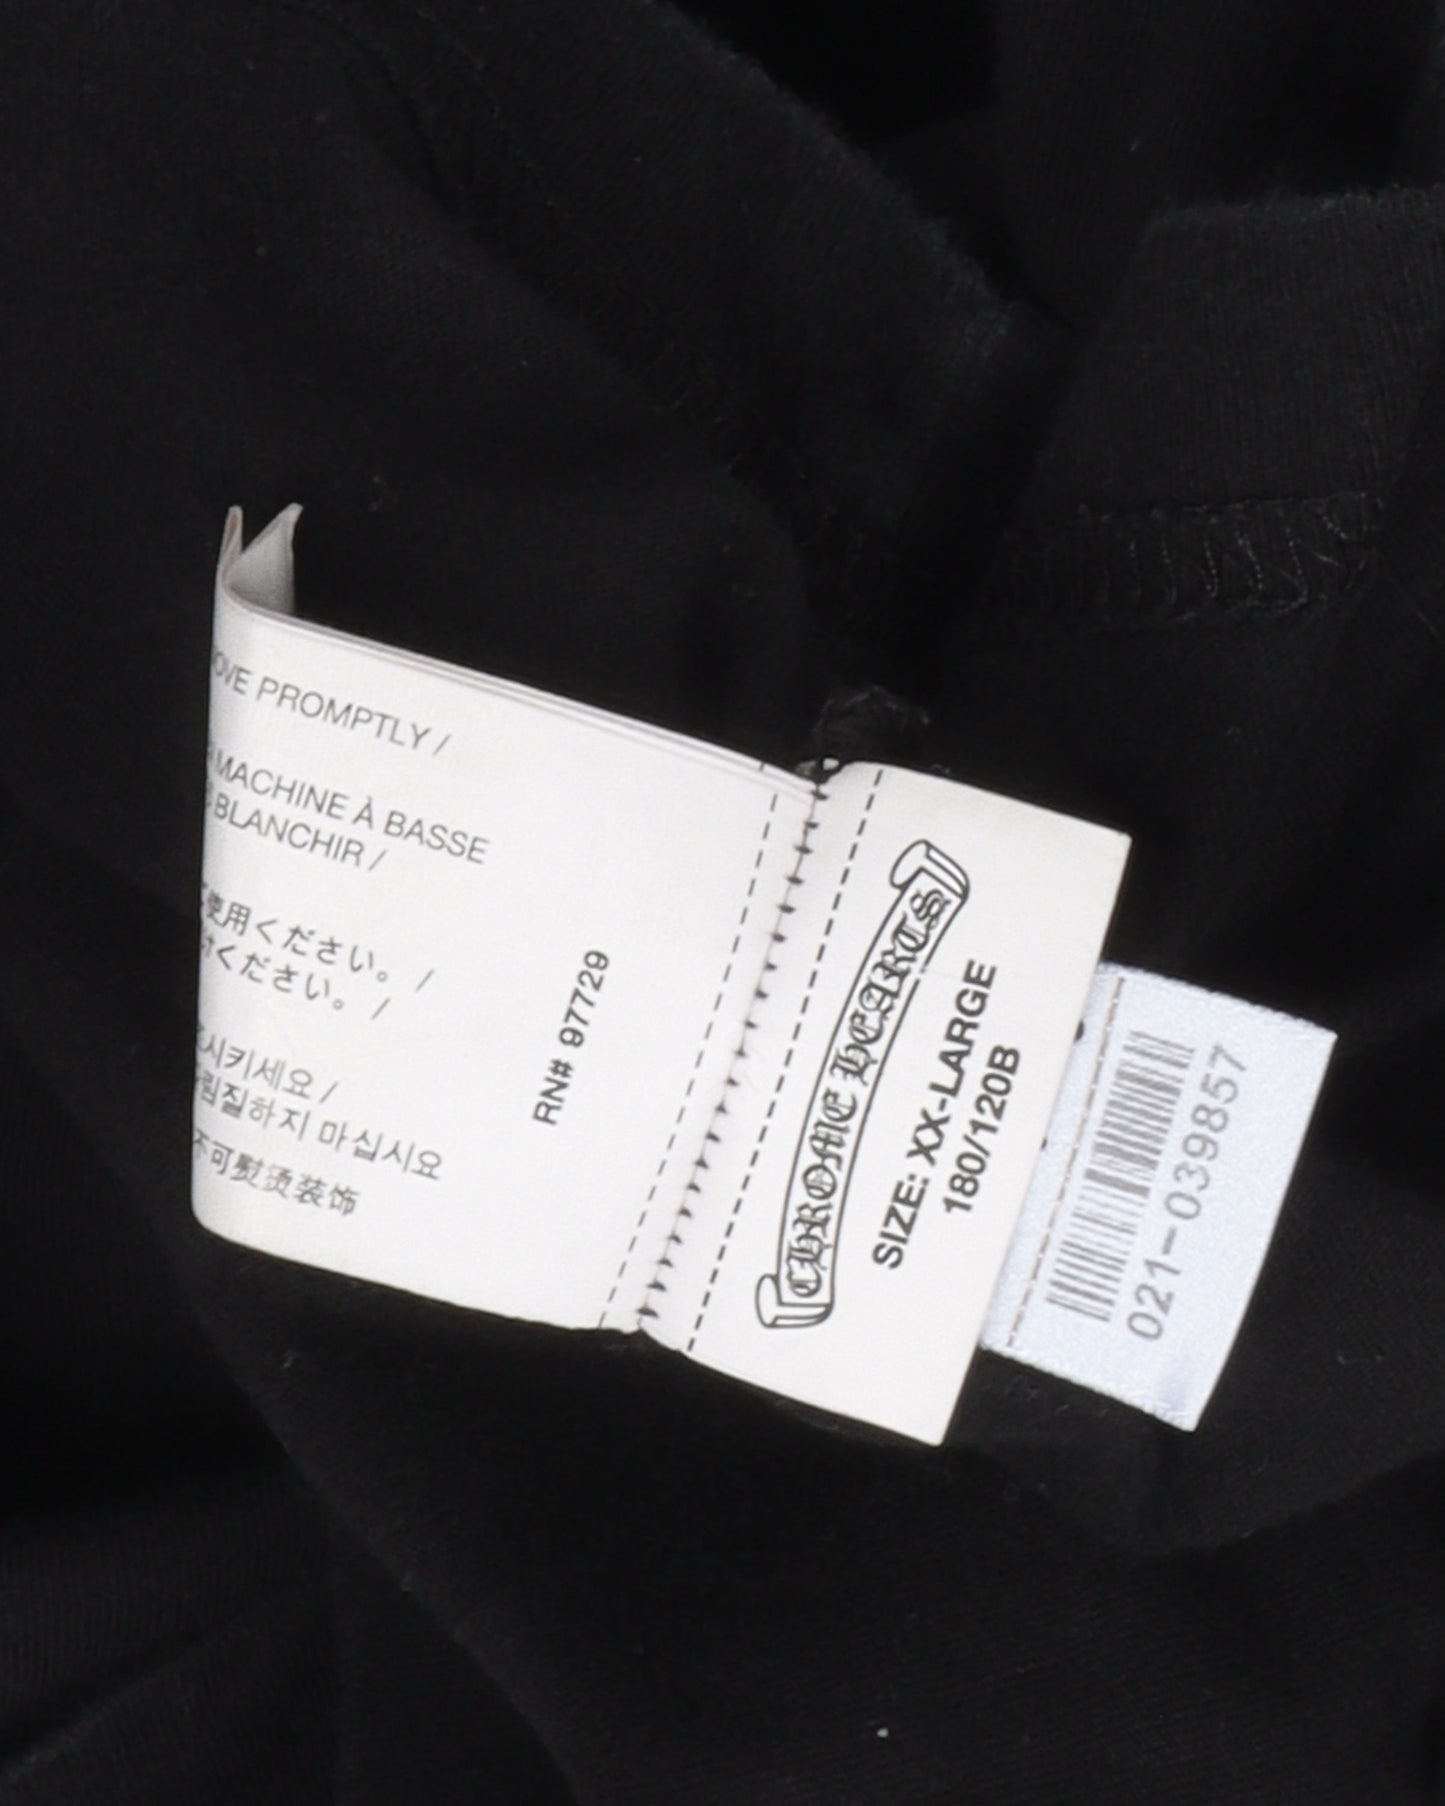 PROMPTLY /
MACHINE À BASSE
BLANCHIR /
使用ください。 /
ください。 /
시키세요 /
림질하지 마십시오
不可熨烫装饰
RN# 97729
CHROME HEARTS
SIZE: XX-LARGE
180/120B
021-039857